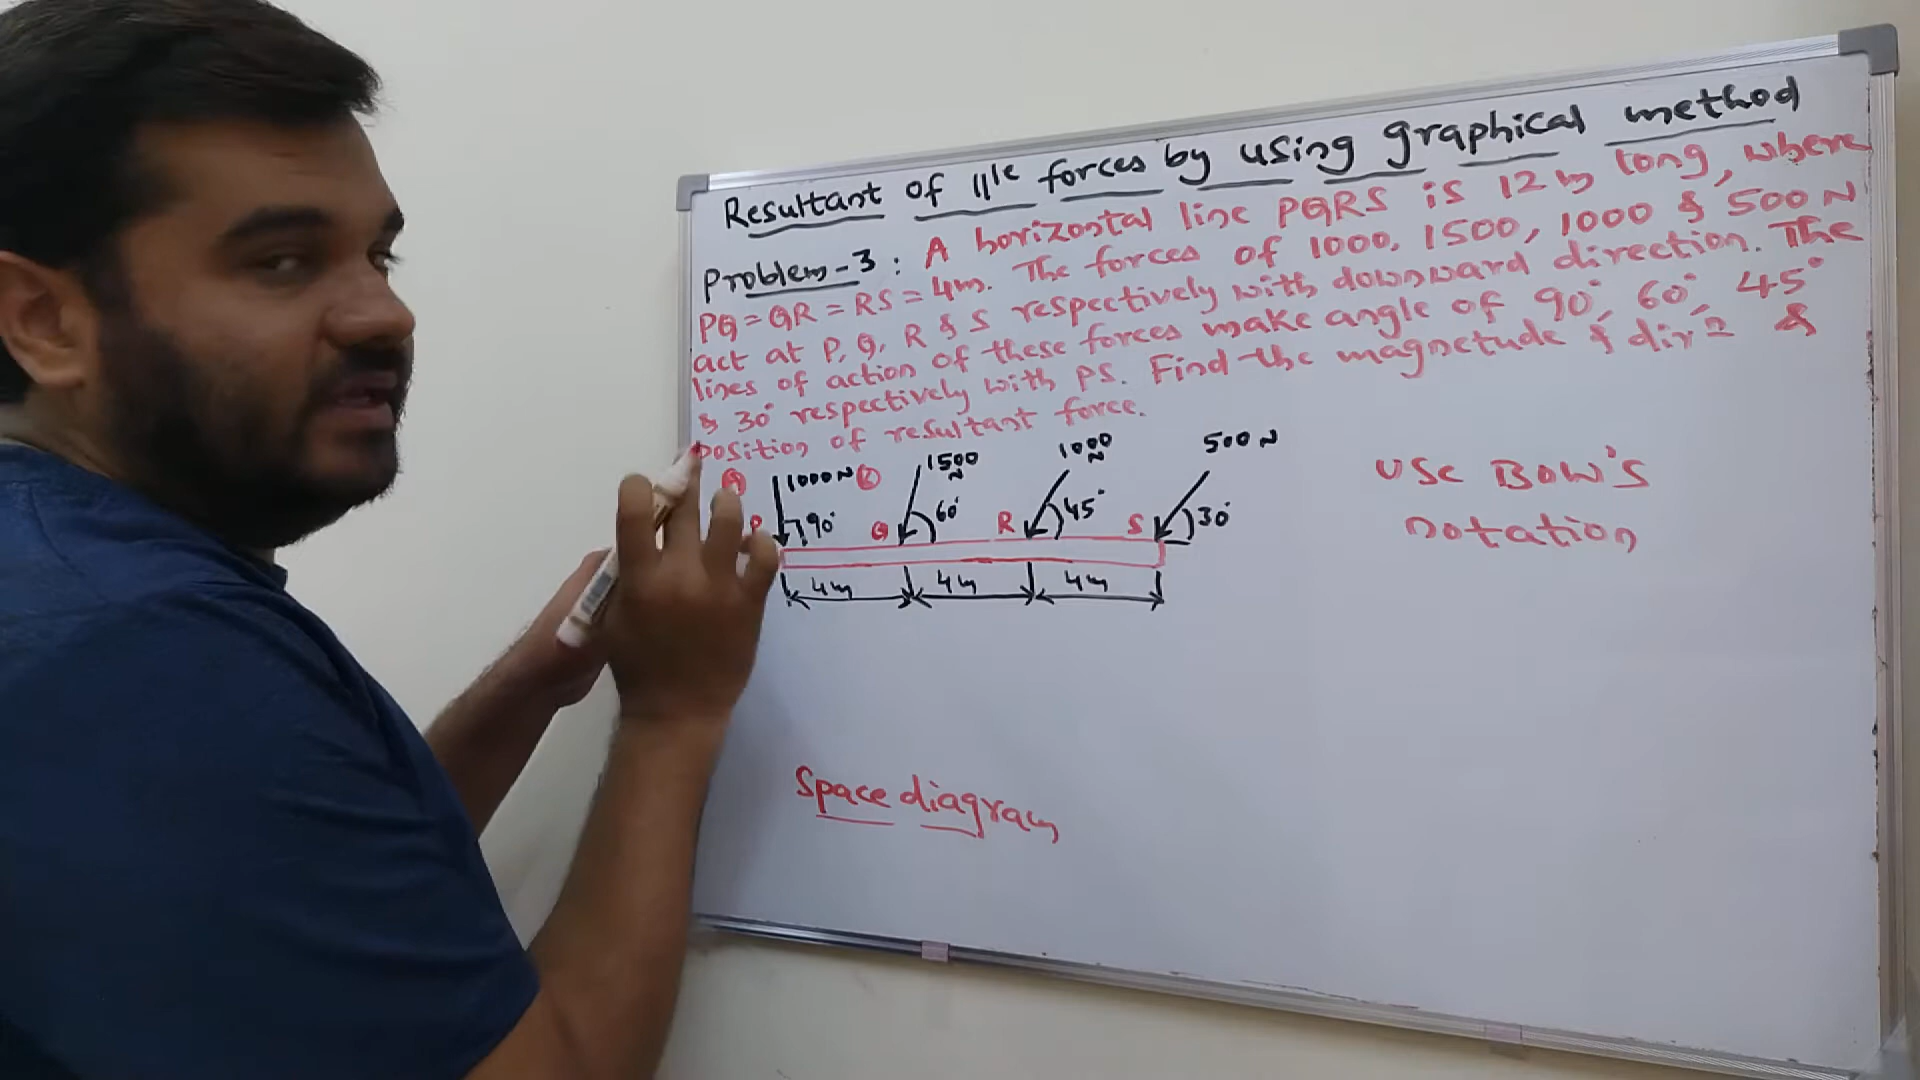 Resultant of ||le forces by using graphical method
Problem-3: A horizontal line PQRS is 12 m long, where
PQ = QR = RS = 4m. The forces of 1000, 1500, 1000 & 500 N
act at P, Q, R & S respectively with downward direction. The
lines of action of these forces make angle of 90°, 60°, 45°
& 30° respectively with PS. Find the magnetude & dirn &
position of resultant force.
A 1000 N 1500 N 1000 N 500 N
P 90° Q 60° R 45° S 30°
4m 4m 4m
Use BOW'S
notation
Space diagram